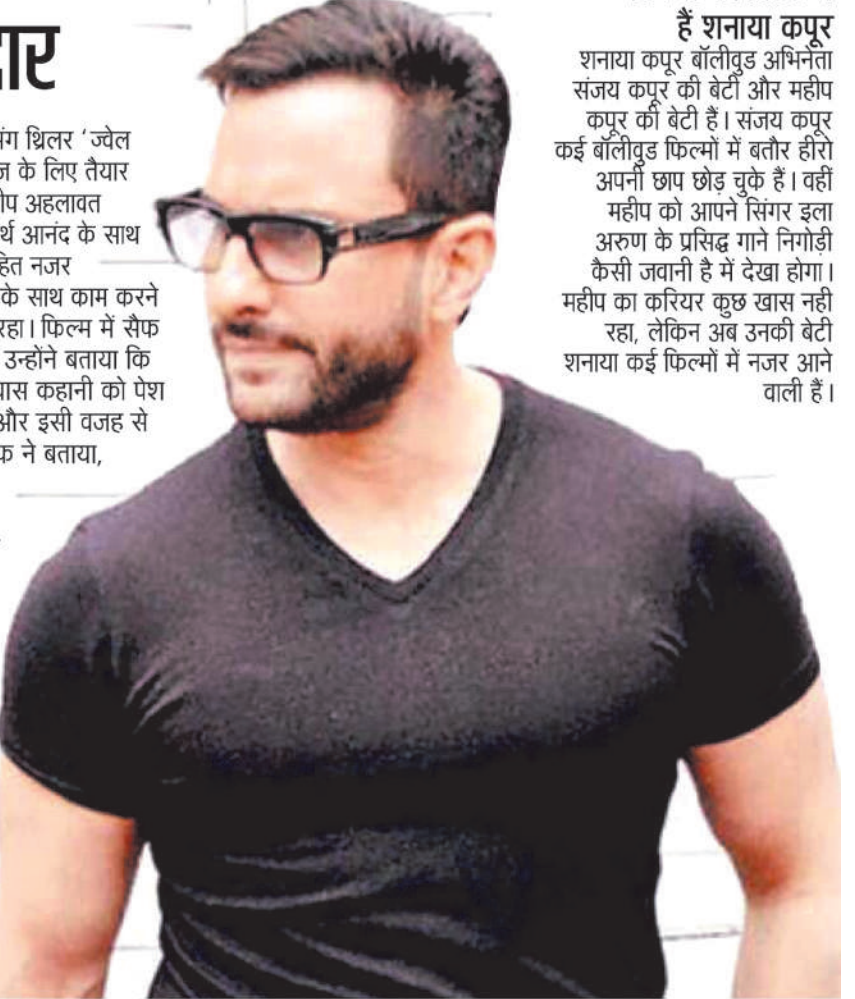 दार
थ्रिलर ‘ज्वेल
के लिए तैयार
अहलावत
आनंद के साथ
नजर
के साथ काम करने
रहा। फिल्म में सैफ
उन्होंने बताया कि
कहानी को पेश
और इसी वजह से
ने बताया,
हैं शनाया कपूर
शनाया कपूर बॉलीवुड अभिनेता
संजय कपूर की बेटी और महीप
कपूर की बेटी हैं। संजय कपूर
कई बॉलीवुड फिल्मों में बतौर हीरो
अपनी छाप छोड़ चुके हैं। वहीं
महीप को आपने सिंगर इला
अरुण के प्रसिद्ध गाने निगोड़ी
कैसी जवानी है में देखा होगा।
महीप का करियर कुछ खास नही
रहा, लेकिन अब उनकी बेटी
शनाया कई फिल्मों में नजर आने
वाली हैं।